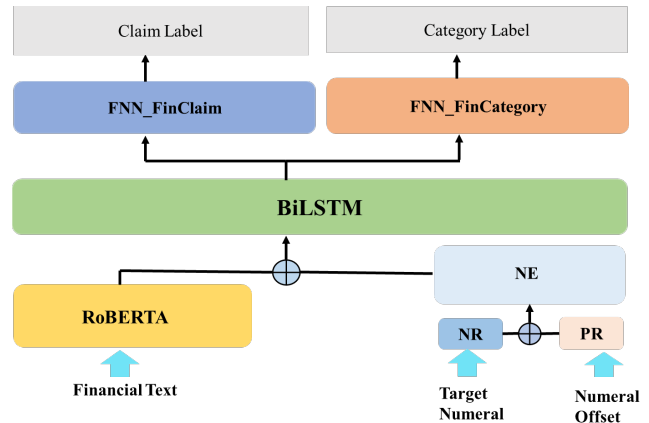 Claim Label
Category Label
FNN_FinClaim
FNN_FinCategory
BiLSTM
NE
RoBERTA
NR
PR
Financial Text
Target
Numeral
Numeral
Offset